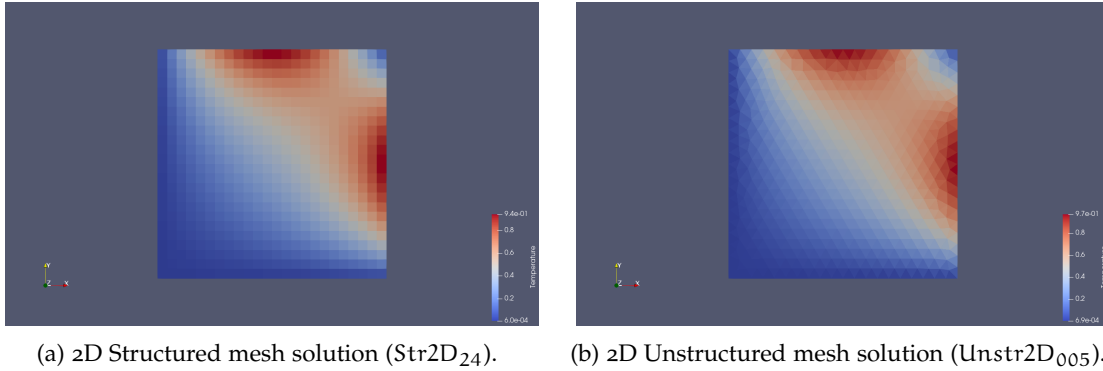 9.4e-01
0.8
0.6
0.4
0.2
6.0e-04
Temperature
Y
Z
X
9.7e-01
0.8
0.6
0.4
0.2
6.9e-04
Temperature
Y
Z
X
(a) 2D Structured mesh solution (Str2D₂₄).
(b) 2D Unstructured mesh solution (Unstr2D₀₀₅).